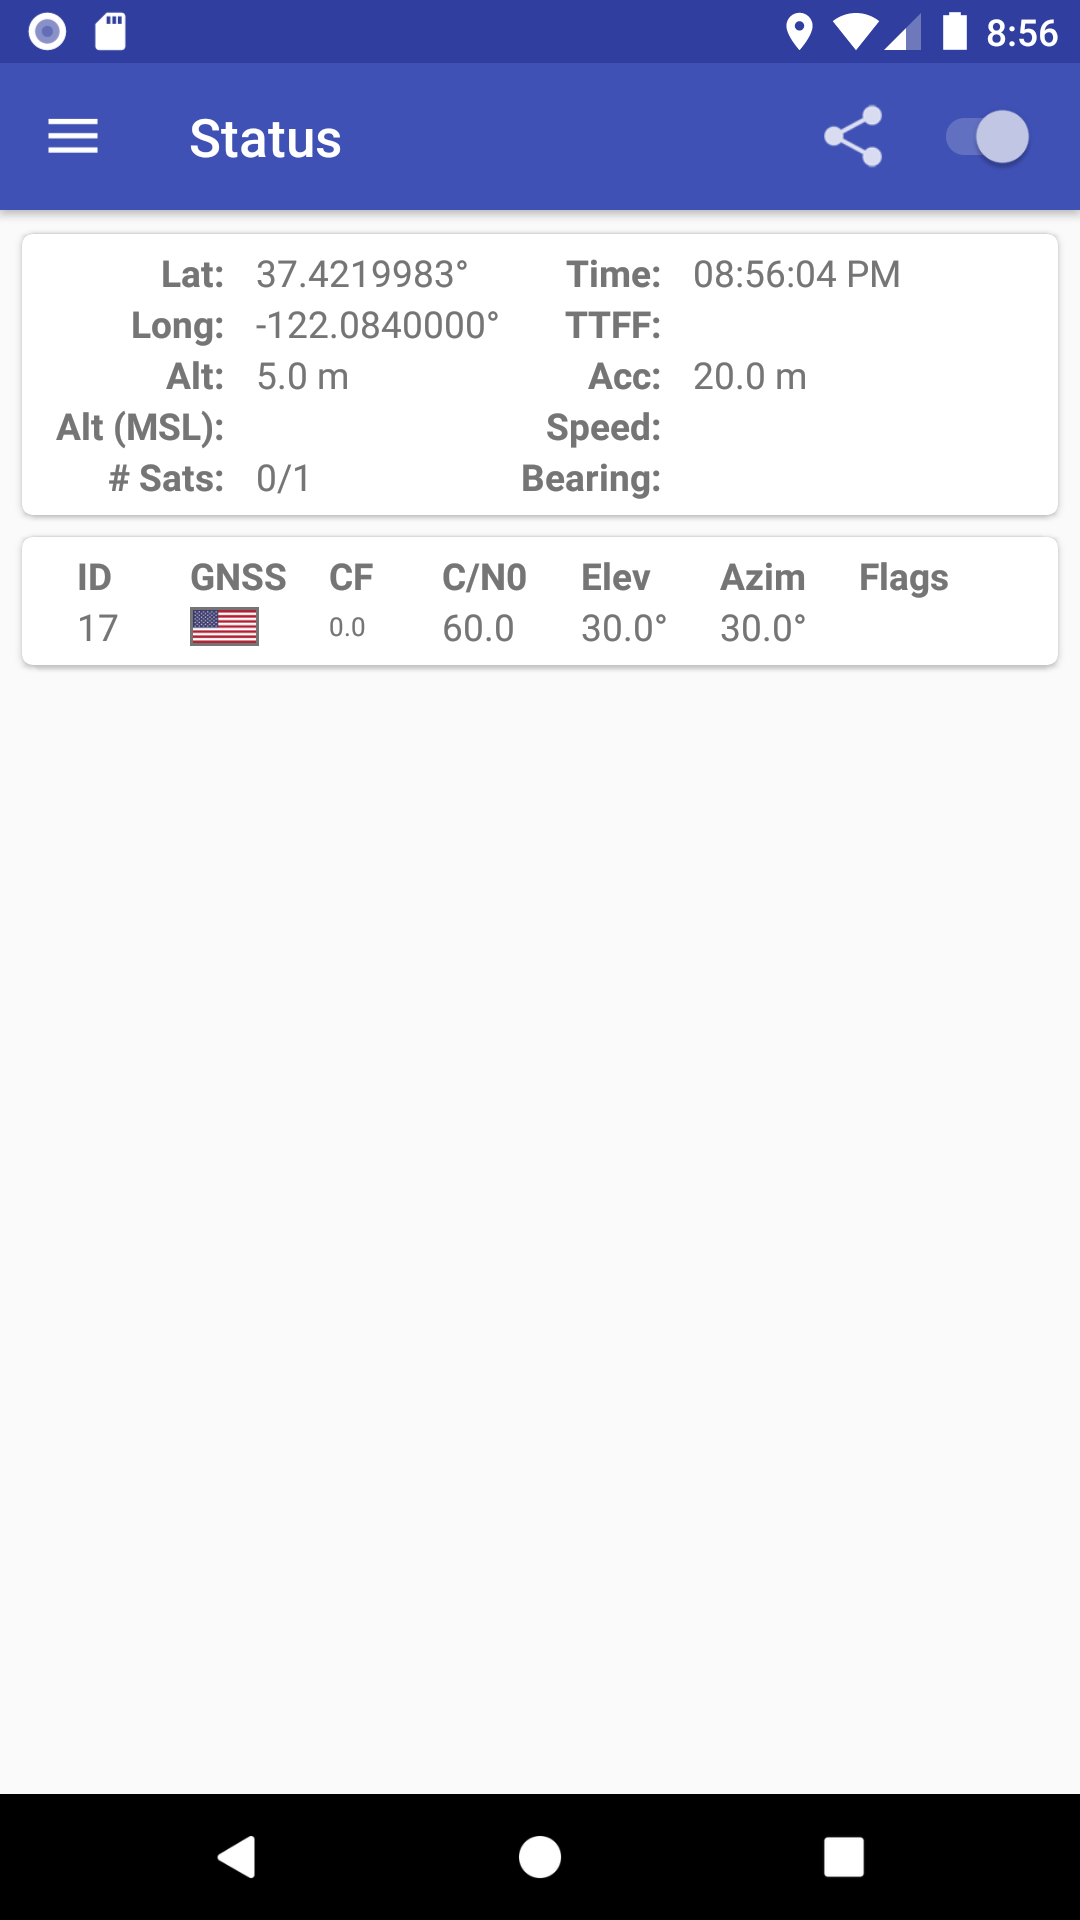 8:56
Status
Lat: 37.4219983° Time: 08:56:04 PM
Long: -122.0840000° TTFF:
Alt: 5.0 m Acc: 20.0 m
Alt (MSL): Speed:
# Sats: 0/1 Bearing:
ID GNSS CF C/N0 Elev Azim Flags
17 0.0 60.0 30.0° 30.0°